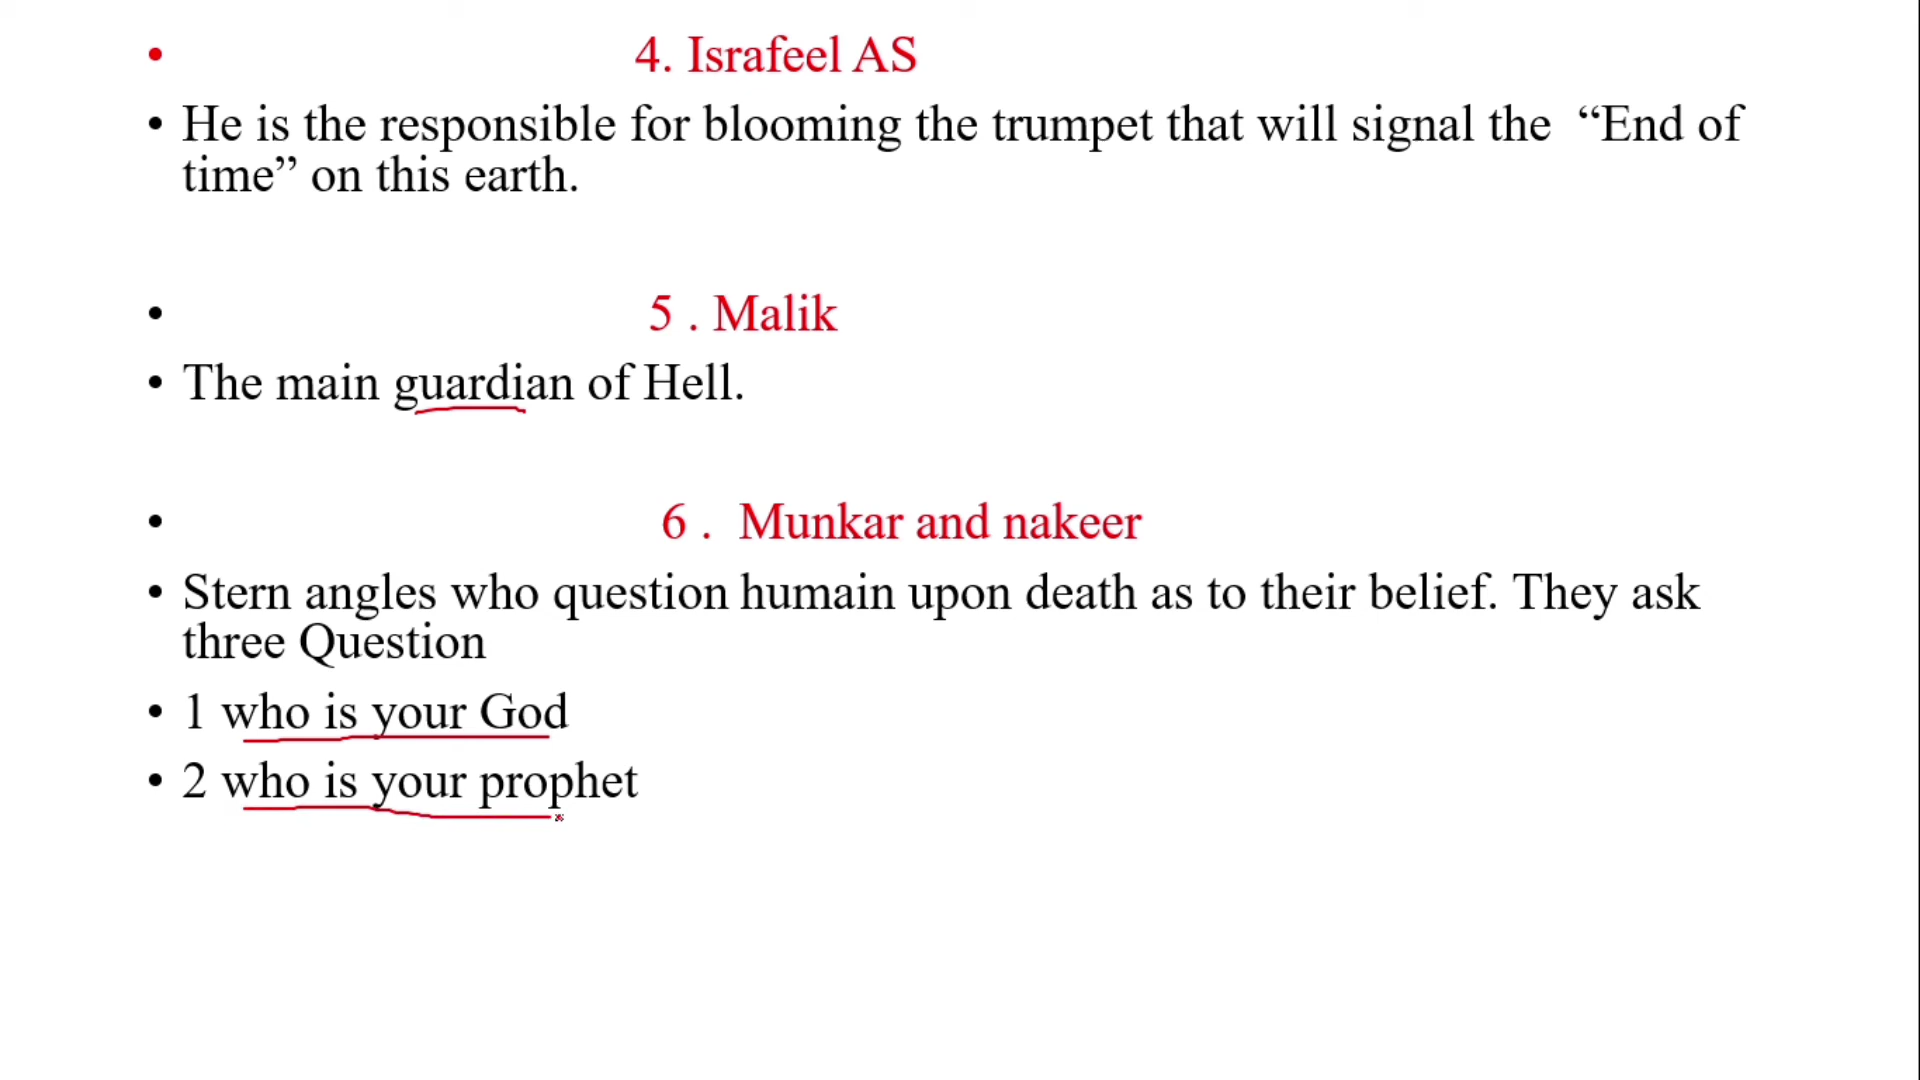 • 4. Israfeel AS
• He is the responsible for blooming the trumpet that will signal the “End of
time” on this earth.
• 5 . Malik
• The main guardian of Hell.
• 6 . Munkar and nakeer
• Stern angles who question humain upon death as to their belief. They ask
three Question
• 1 who is your God
• 2 who is your prophet